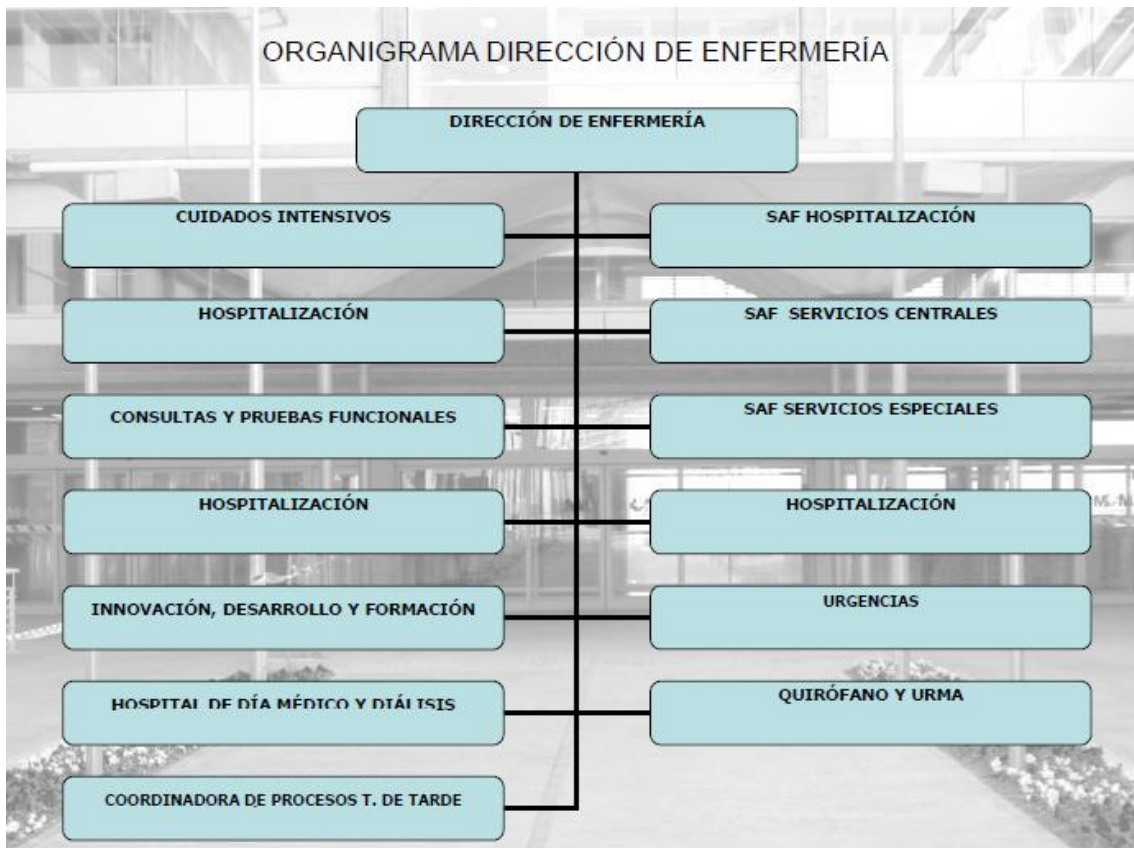 ORGANIGRAMA DIRECCIÓN DE ENFERMERÍA
DIRECCIÓN DE ENFERMERÍA
CUIDADOS INTENSIVOS
SAF HOSPITALIZACIÓN
HOSPITALIZACIÓN
SAF SERVICIOS CENTRALES
CONSULTAS Y PRUEBAS FUNCIONALES
SAF SERVICIOS ESPECIALES
HOSPITALIZACIÓN
HOSPITALIZACIÓN
INNOVACIÓN, DESARROLLO Y FORMACIÓN
URGENCIAS
HOSPITAL DE DÍA MÉDICO Y DIÁLISIS
QUIRÓFANO Y URMA
COORDINADORA DE PROCESOS T. DE TARDE